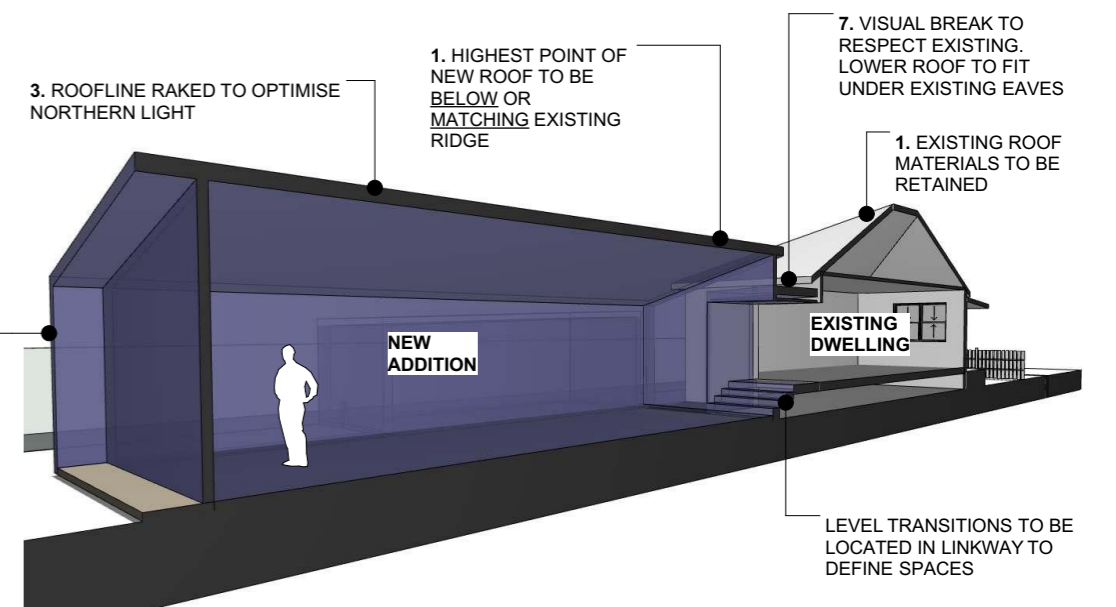 3. ROOFLINE RAKED TO OPTIMISE
NORTHERN LIGHT
1. HIGHEST POINT OF
NEW ROOF TO BE
BELOW OR
MATCHING EXISTING
RIDGE
7. VISUAL BREAK TO
RESPECT EXISTING.
LOWER ROOF TO FIT
UNDER EXISTING EAVES
1. EXISTING ROOF
MATERIALS TO BE
RETAINED
NEW
ADDITION
EXISTING
DWELLING
LEVEL TRANSITIONS TO BE
LOCATED IN LINKWAY TO
DEFINE SPACES